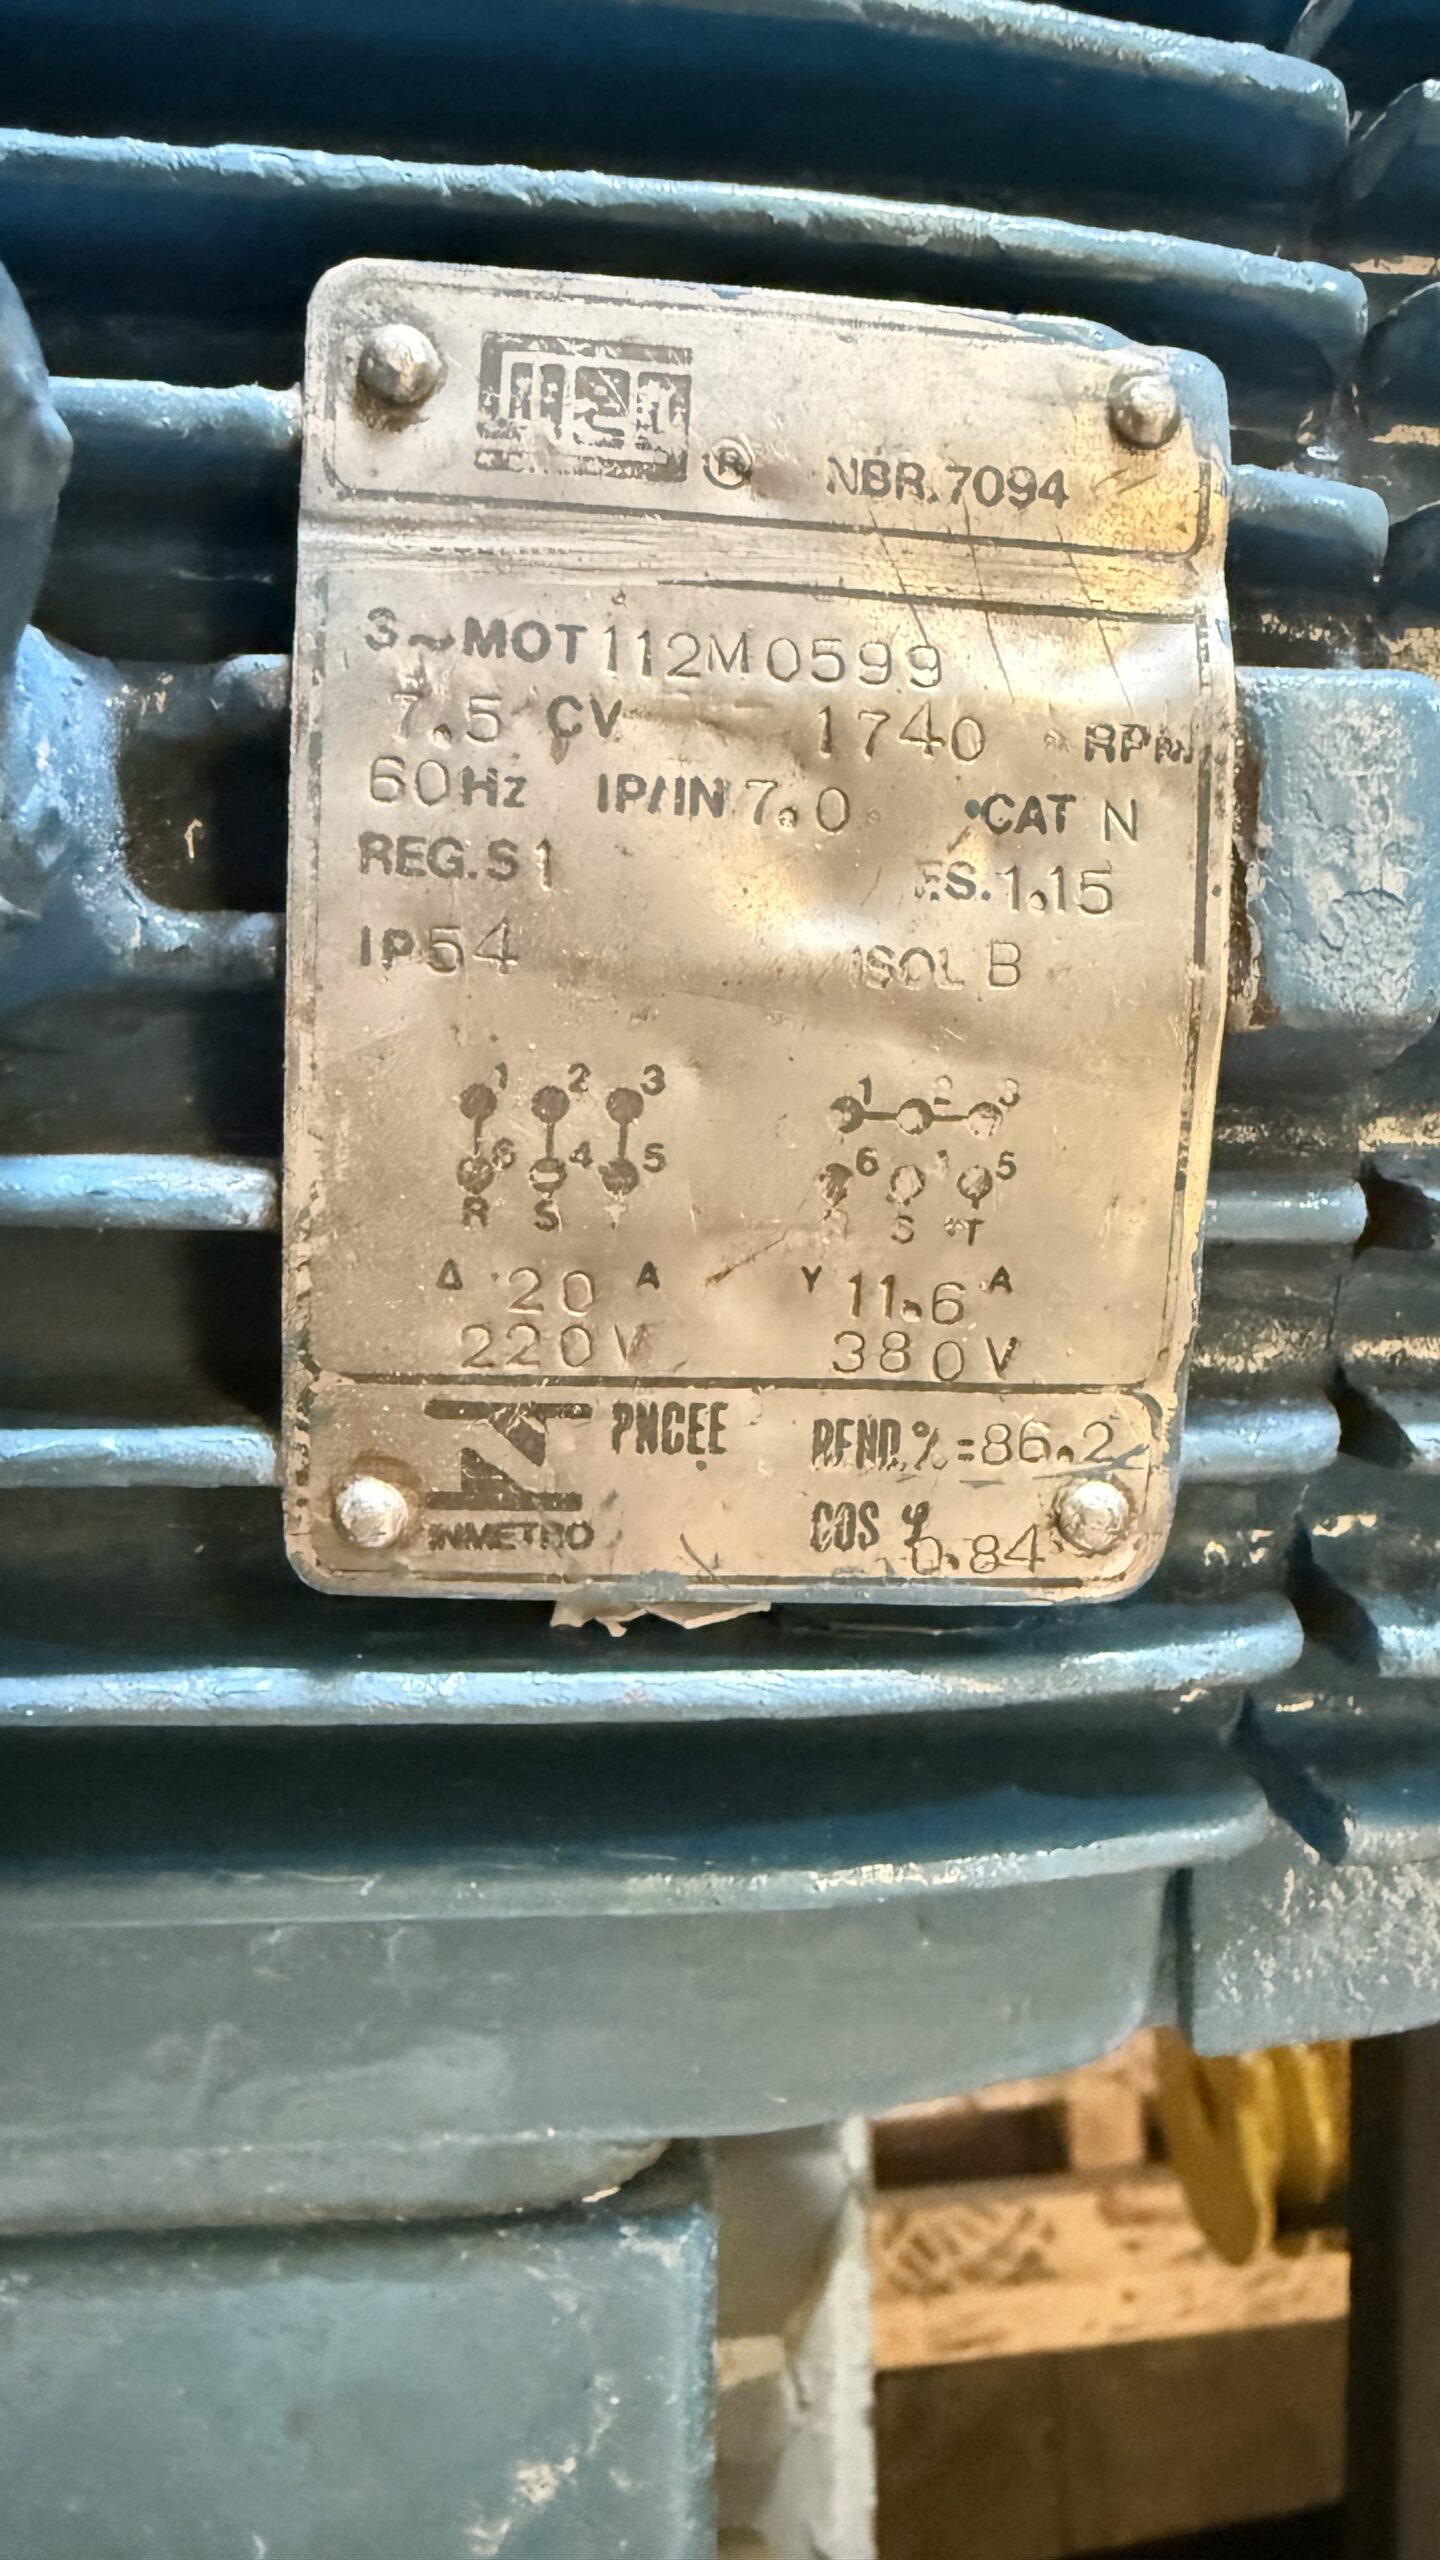 WEG ® NBR.7094
3~MOT 112M 0599
7.5 CV 1740 RPM
60Hz IP/IN 7.0 CAT N
REG.S1 F.S. 1.15
IP54 ISOL B
1 2 3 1 2 3
6 4 5 6 4 5
R S T R S T
Δ 20 A Y 11.6 A
220V 380V
PNCEE REND.%=86.2
INMETRO COS φ 0.84